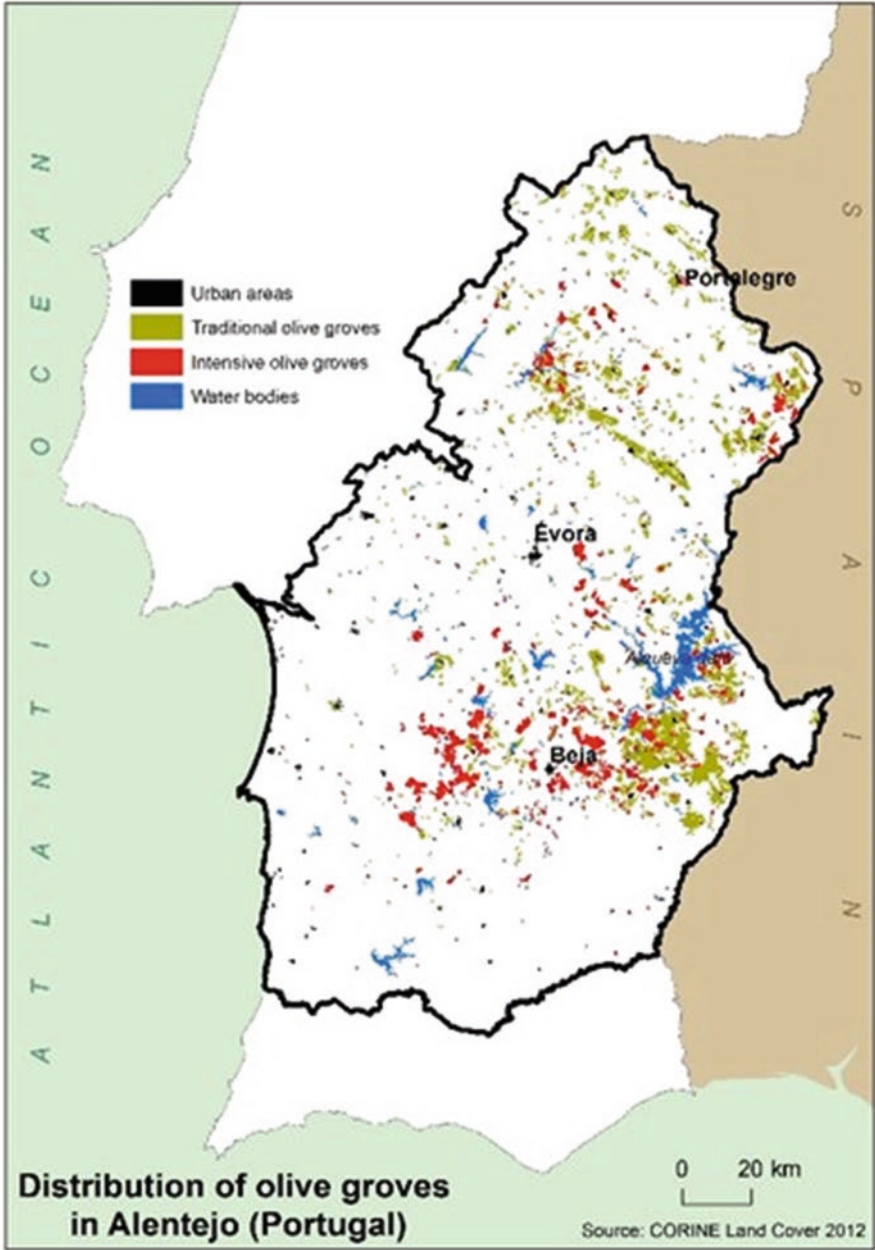 ATLANTIC OCEAN
SPAIN
Urban areas
Traditional olive groves
Intensive olive groves
Water bodies
Portalegre
Évora
Beja
Distribution of olive groves
in Alentejo (Portugal)
0 20 km
Source: CORINE Land Cover 2012